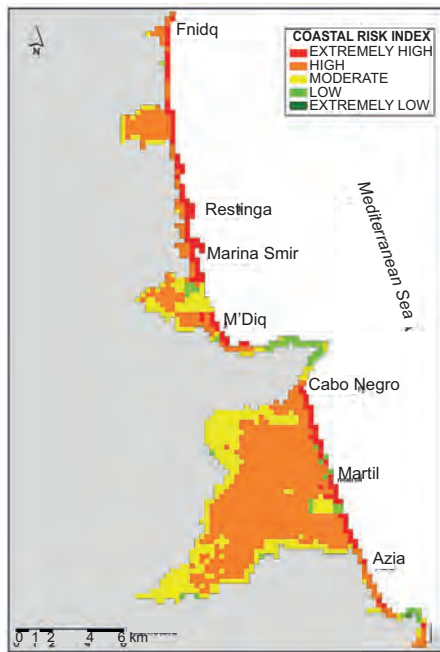 N
COASTAL RISK INDEX
EXTREMELY HIGH
HIGH
MODERATE
LOW
EXTREMELY LOW
Fnidq
Restinga
Marina Smir
Mediterranean Sea
M'Diq
Cabo Negro
Martil
Azia
0 1 2 4 6 km